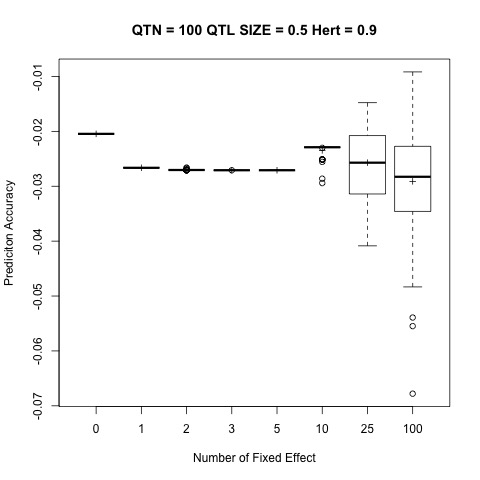 QTN = 100 QTL SIZE = 0.5 Hert = 0.9
-0.01
-0.02
-0.03
-0.04
-0.05
-0.06
-0.07
Prediciton Accuracy
0 1 2 3 5 10 25 100
Number of Fixed Effect